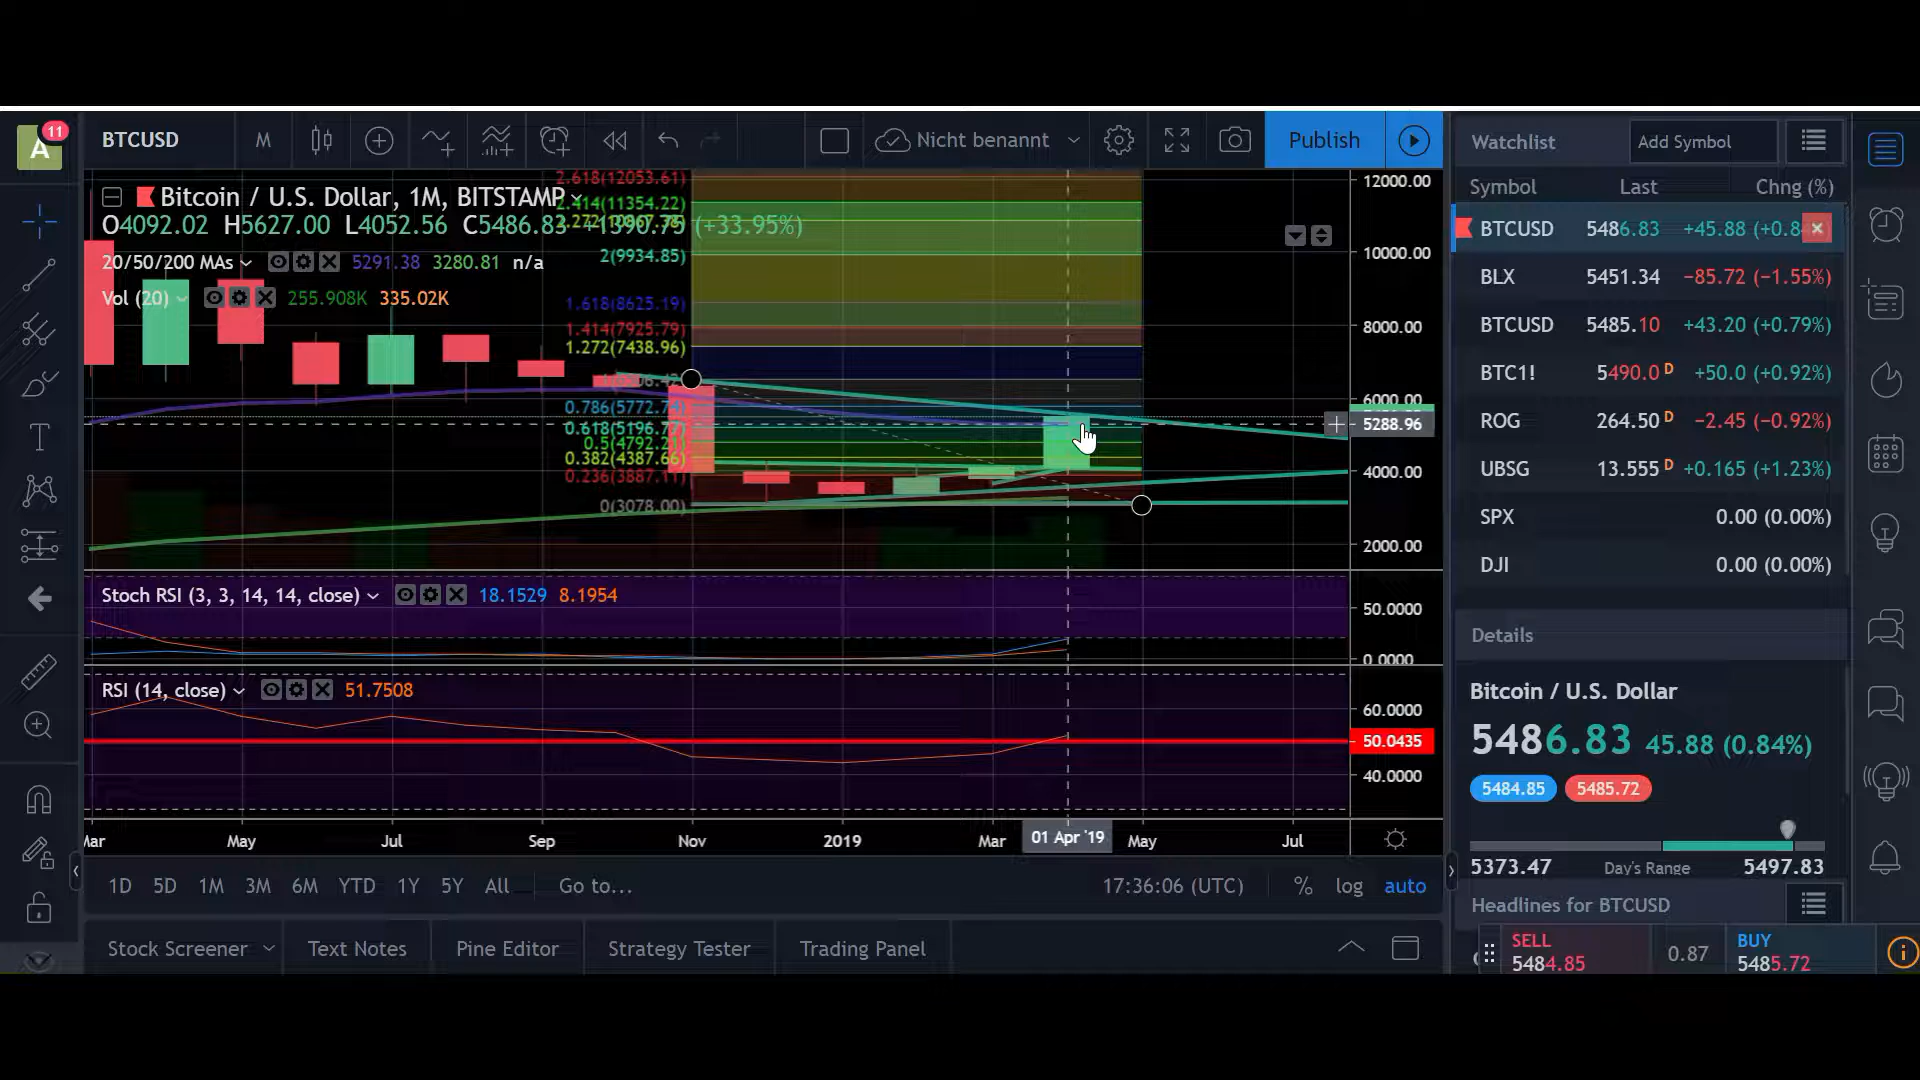 11
A
BTCUSD
M
Nicht benannt
Publish
Watchlist
Add Symbol
Symbol Last Chng (%)
Bitcoin / U.S. Dollar, 1M, BITSTAMP
O4092.02 H5627.00 L4052.56 C5486.83 +1390.75 (+33.95%)
20/50/200 MAs 5291.38 3280.81 n/a
Vol (20) 255.908K 335.02K
2.618(12053.61)
2.414(11354.22)
2(9934.85)
1.618(8625.19)
1.414(7925.79)
1.272(7438.96)
0.786(5772.74)
0.618(5196.77)
0.5(4792.21)
0.382(4387.66)
0.236(3887.11)
0(3078.00)
12000.00
10000.00
8000.00
6000.00
5288.96
4000.00
2000.00
Stoch RSI (3, 3, 14, 14, close) 18.1529 8.1954
50.0000
0.0000
RSI (14, close) 51.7508
60.0000
50.0435
40.0000
Mar May Jul Sep Nov 2019 Mar 01 Apr '19 May Jul
1D 5D 1M 3M 6M YTD 1Y 5Y All Go to... 17:36:06 (UTC) % log auto
Stock Screener Text Notes Pine Editor Strategy Tester Trading Panel
BTCUSD 5486.83 +45.88 (+0.8
BLX 5451.34 −85.72 (−1.55%)
BTCUSD 5485.10 +43.20 (+0.79%)
BTC1! 5490.0 D +50.0 (+0.92%)
ROG 264.50 D −2.45 (−0.92%)
UBSG 13.555 D +0.165 (+1.23%)
SPX 0.00 (0.00%)
DJI 0.00 (0.00%)
Details
Bitcoin / U.S. Dollar
5486.83 45.88 (0.84%)
5484.85 5485.72
5373.47 Day's Range 5497.83
Headlines for BTCUSD
SELL
5484.85
0.87
BUY
5485.72